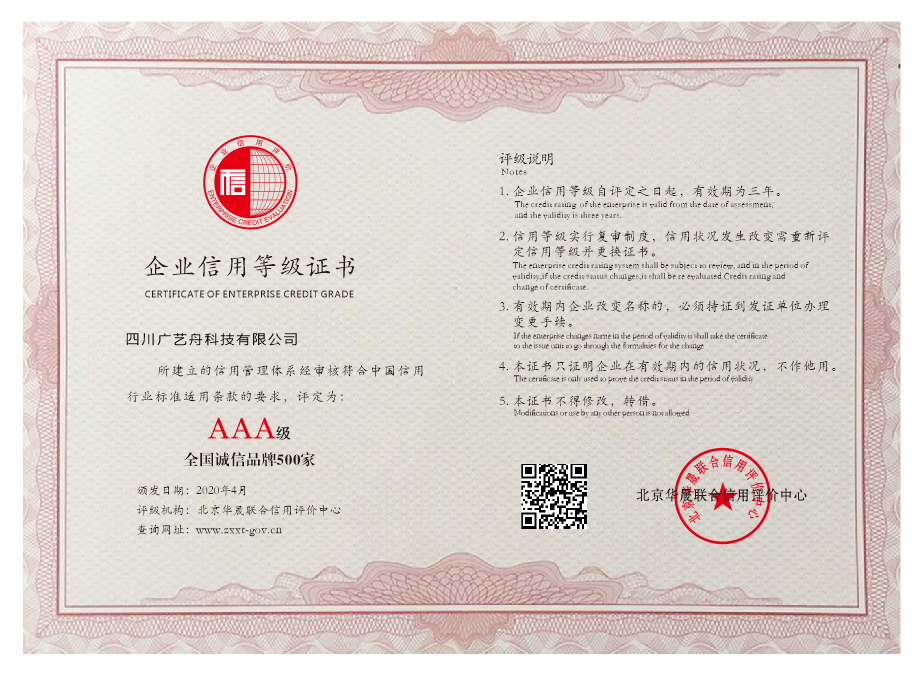 企业信用评价
信
ENTERPRISE CREDIT EVALUATION
企业信用等级证书
CERTIFICATE OF ENTERPRISE CREDIT GRADE
四川广艺舟科技有限公司
所建立的信用管理体系经审核符合中国信用
行业标准适用条款的要求，评定为：
AAA级
全国诚信品牌500家
颁发日期：2020年4月
评级机构：北京华晟联合信用评价中心
查询网址：www.zxxt-gov.cn
评级说明
Notes
1. 企业信用等级自评定之日起，有效期为三年。
The credit rating of the enterprise is valid from the date of assessment,
and the validity is three years.
2. 信用等级实行复审制度，信用状况发生改变需重新评
定信用等级并更换证书。
The enterprise credit rating system shall be subject to review, and in the period of
validity,if the credit status changes,it shall be re evaluated Credit rating and
change of certificate.
3. 有效期内企业改变名称的，必须持证到发证单位办理
变更手续。
If the enterprise changes name in the period of validity is shall take the certificate
to the issue unit to go through the formalities for the change
4. 本证书只证明企业在有效期内的信用状况，不作他用。
The cerificate is only used to prove the credit status in the period of validity
5. 本证书不得修改，转借。
Modifications or use by any other person is not allowed
北京华晟联合信用评价中心
北京华晟联合信用评价中心